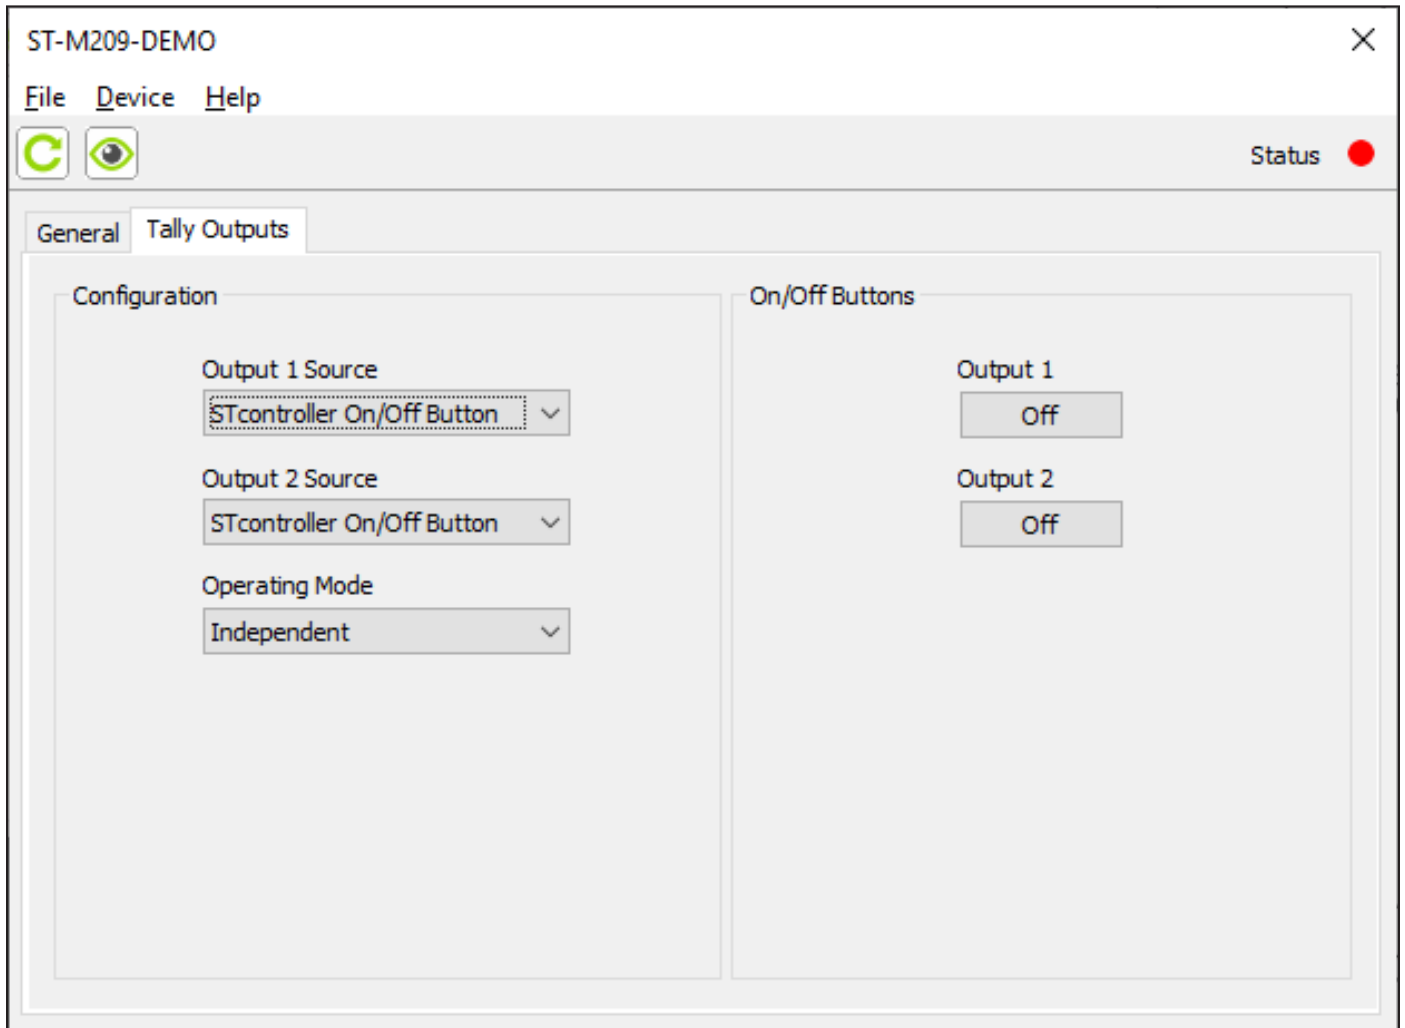 ST-M209-DEMO
File Device Help
Status
General Tally Outputs
Configuration
Output 1 Source
STcontroller On/Off Button
Output 2 Source
STcontroller On/Off Button
Operating Mode
Independent
On/Off Buttons
Output 1
Off
Output 2
Off